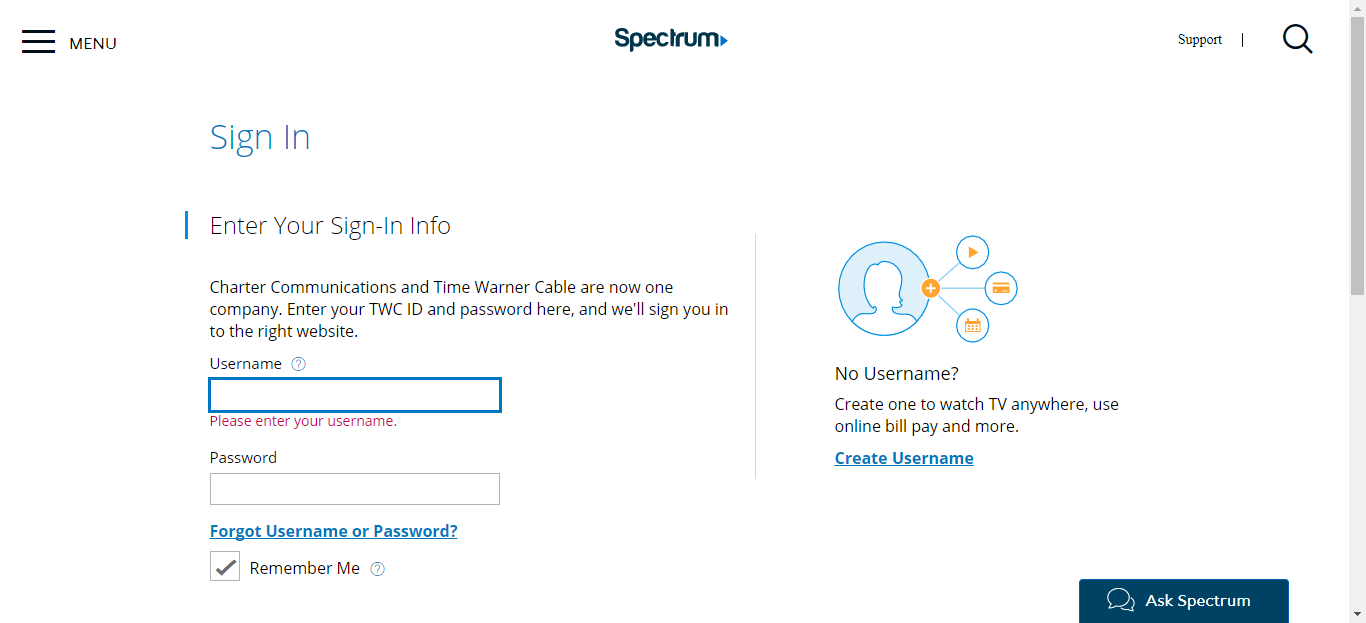 MENU
Spectrum
Support |
Sign In
Enter Your Sign-In Info
Charter Communications and Time Warner Cable are now one
company. Enter your TWC ID and password here, and we'll sign you in
to the right website.
Username ?
Please enter your username.
Password
Forgot Username or Password?
Remember Me ?
No Username?
Create one to watch TV anywhere, use
online bill pay and more.
Create Username
Ask Spectrum